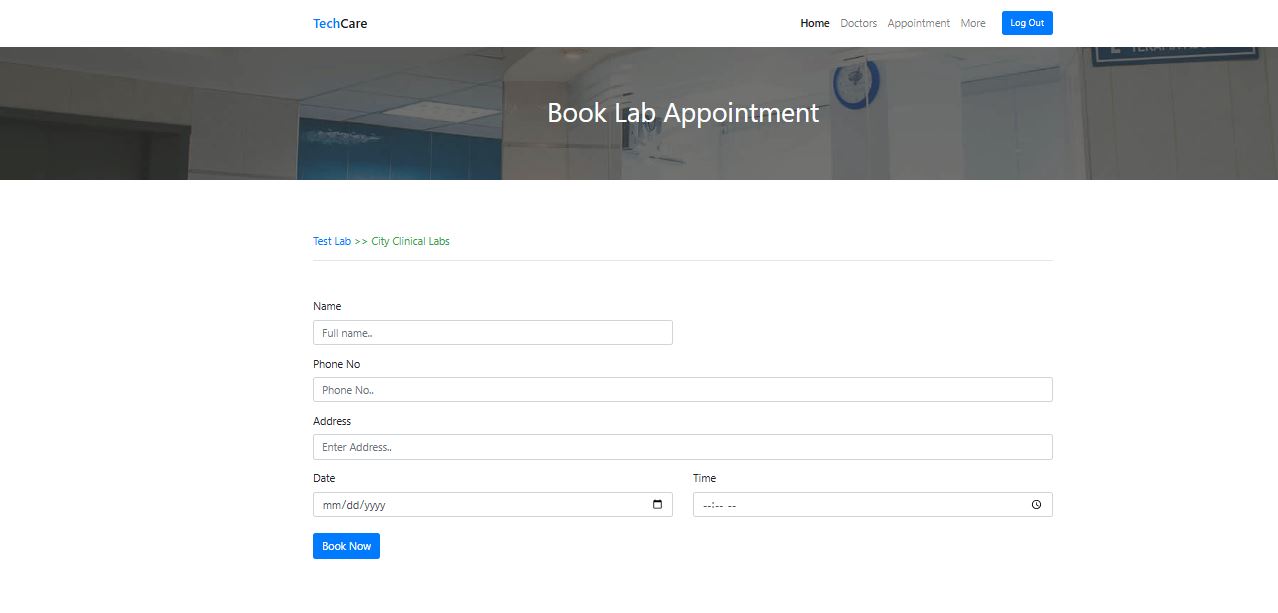 TechCare Home Doctors Appointment More Log Out
Book Lab Appointment
Test Lab >> City Clinical Labs
Name
Full name..
Phone No
Phone No..
Address
Enter Address..
Date Time
mm/dd/yyyy --:-- --
Book Now